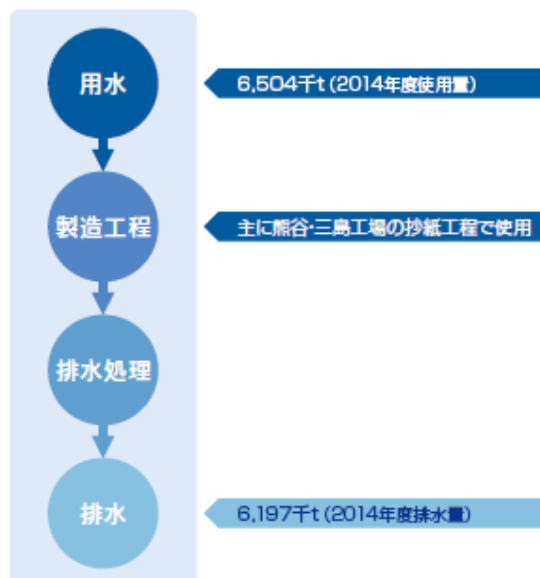 用水
6,504千t(2014年度使用量)
製造工程
主に熊谷・三島工場の抄紙工程で使用
排水処理
排水
6,197千t(2014年度排水量)